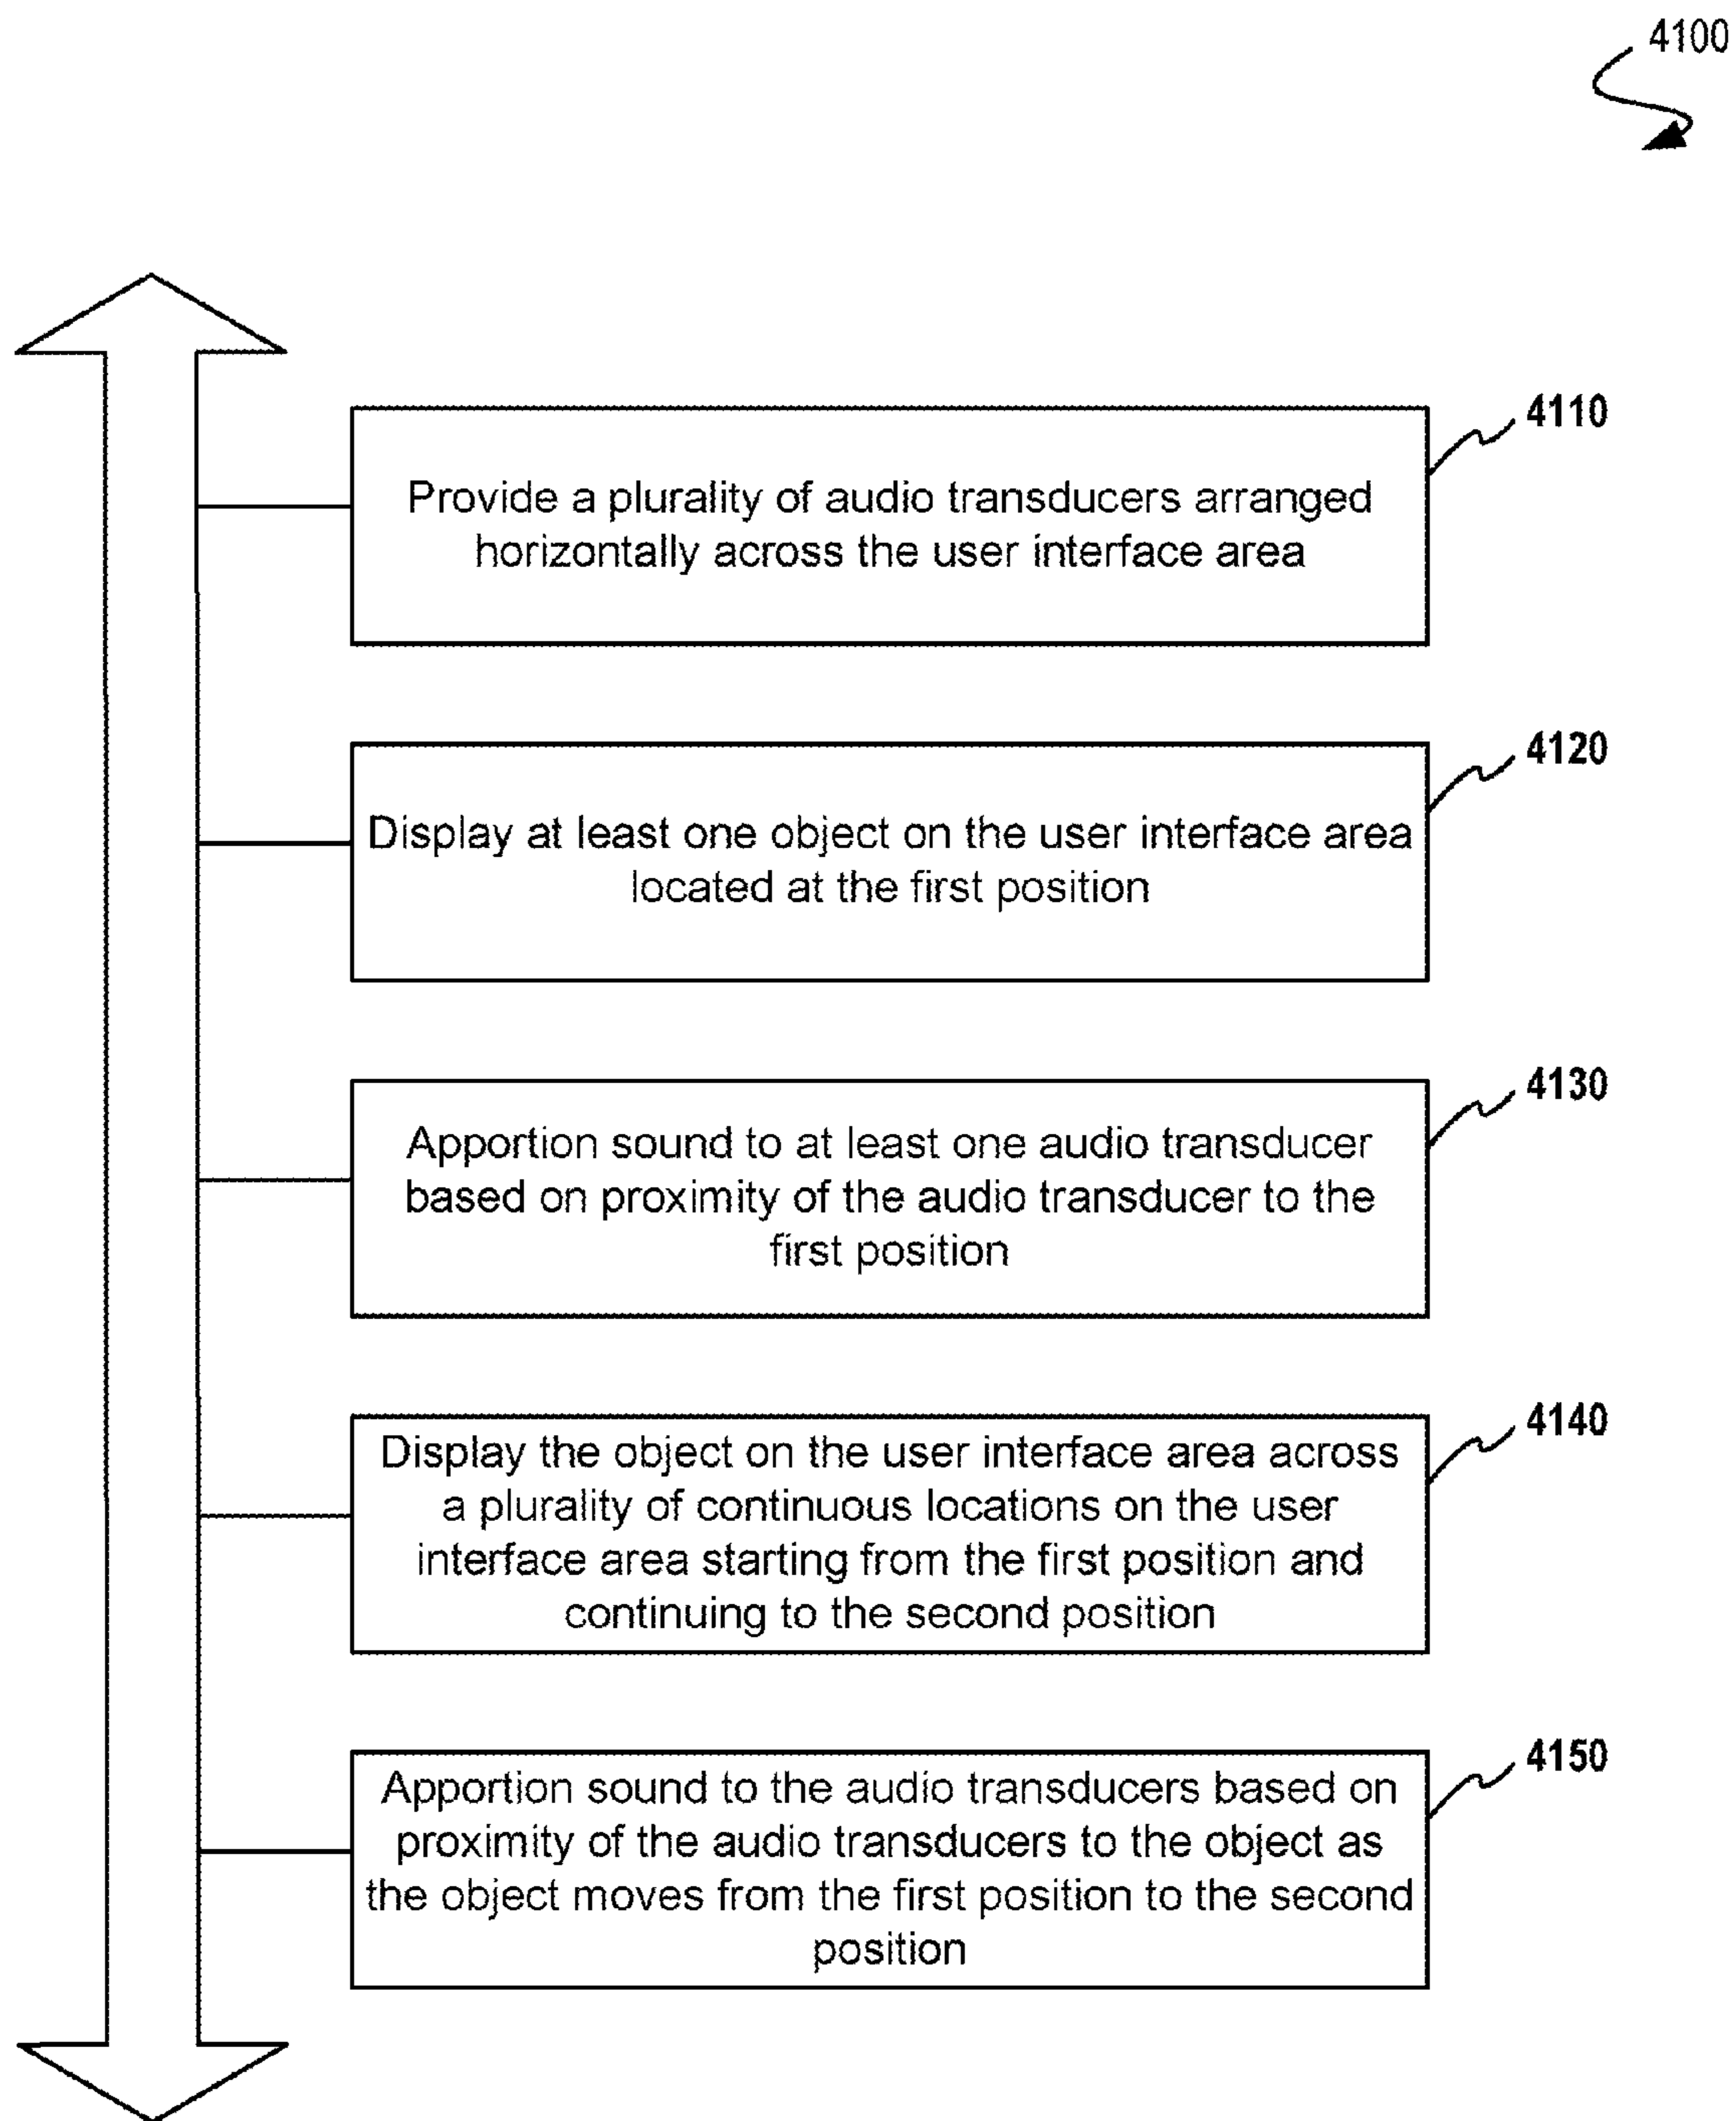 4100
4110
Provide a plurality of audio transducers arranged
horizontally across the user interface area
4120
Display at least one object on the user interface area
located at the first position
4130
Apportion sound to at least one audio transducer
based on proximity of the audio transducer to the
first position
4140
Display the object on the user interface area across
a plurality of continuous locations on the user
interface area starting from the first position and
continuing to the second position
4150
Apportion sound to the audio transducers based on
proximity of the audio transducers to the object as
the object moves from the first position to the second
position